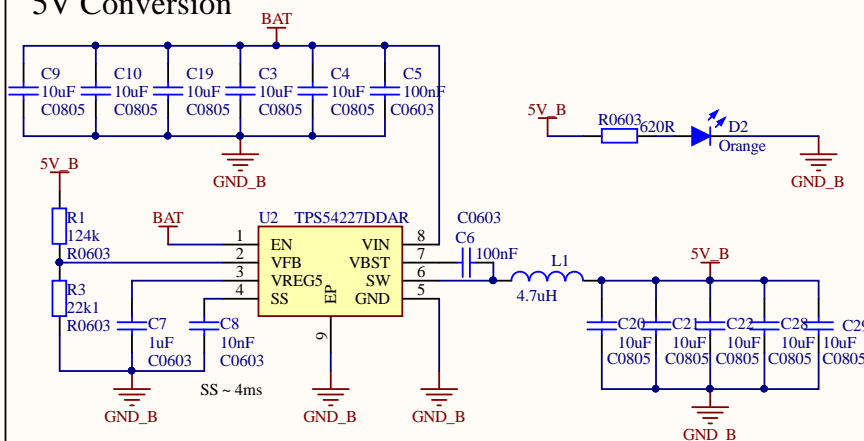 5V Conversion
BAT
C9 C10 C19 C3 C4 C5
10uF 10uF 10uF 10uF 10uF 100nF
C0805 C0805 C0805 C0805 C0805 C0603
GND_B
5V_B
R0603 620R D2
Orange
GND_B
5V_B
R1
124k
R0603
R3
22k1
R0603
BAT
U2 TPS54227DDAR
1 EN VIN 8
2 VFB VBST 7
3 VREG5 SW 6
4 SS GND 5
EP
9
C0603
C6
100nF
L1
4.7uH
5V_B
C7 C8
1uF 10nF
C0603 C0603
SS ~ 4ms
C20 C21 C22 C28 C29
10uF 10uF 10uF 10uF 10uF
C0805 C0805 C0805 C0805 C0805
GND_B GND_B GND_B
GND_B